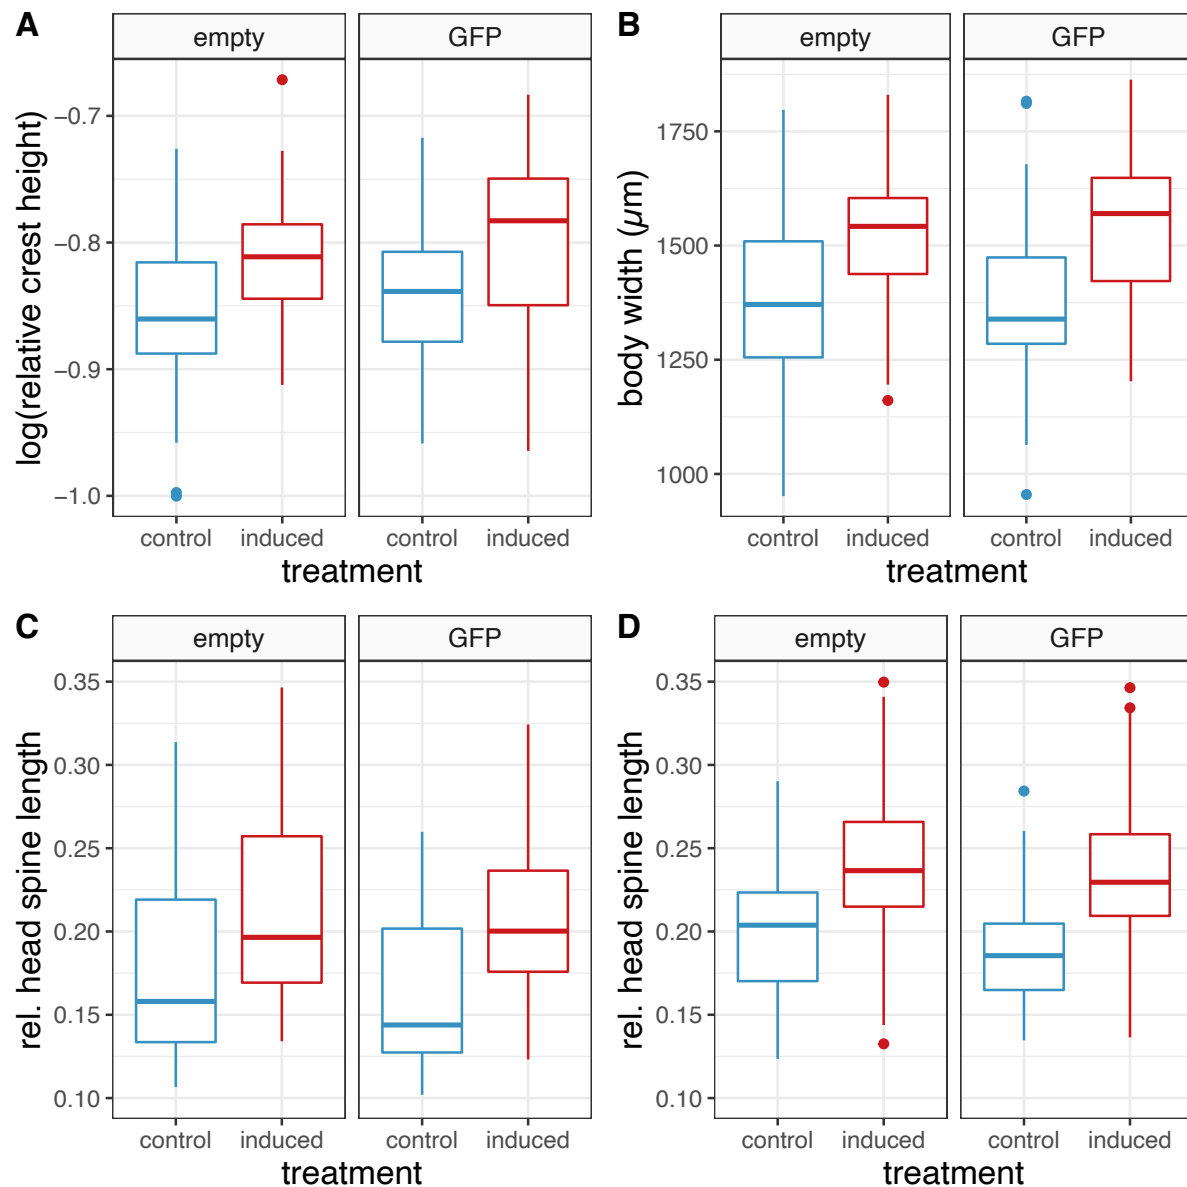 A
empty GFP
log(relative crest height)
−0.7
−0.8
−0.9
−1.0
control induced control induced
treatment
B
empty GFP
body width (µm)
1750
1500
1250
1000
control induced control induced
treatment
C
empty GFP
rel. head spine length
0.35
0.30
0.25
0.20
0.15
0.10
control induced control induced
treatment
D
empty GFP
rel. head spine length
0.35
0.30
0.25
0.20
0.15
0.10
control induced control induced
treatment